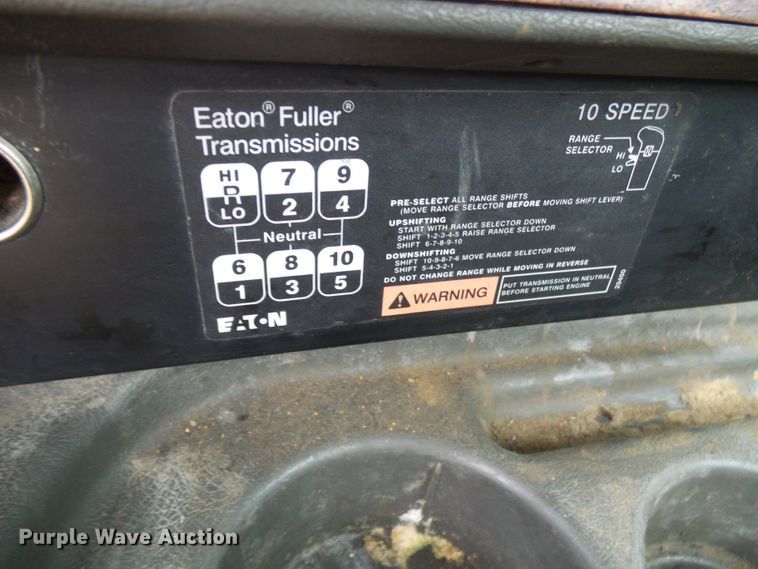 Eaton® Fuller®
Transmissions
10 SPEED
RANGE
SELECTOR
HI
LO
HI
R
LO
7
2
9
4
Neutral
6
1
8
3
10
5
PRE-SELECT ALL RANGE SHIFTS
(MOVE RANGE SELECTOR BEFORE MOVING SHIFT LEVER)
UPSHIFTING
START WITH RANGE SELECTOR DOWN
SHIFT 1-2-3-4-5 RAISE RANGE SELECTOR
SHIFT 6-7-8-9-10
DOWNSHIFTING
SHIFT 10-9-8-7-6 MOVE RANGE SELECTOR DOWN
SHIFT 5-4-3-2-1
DO NOT CHANGE RANGE WHILE MOVING IN REVERSE
WARNING
PUT TRANSMISSION IN NEUTRAL
BEFORE STARTING ENGINE
20400
EATON
Purple Wave Auction®